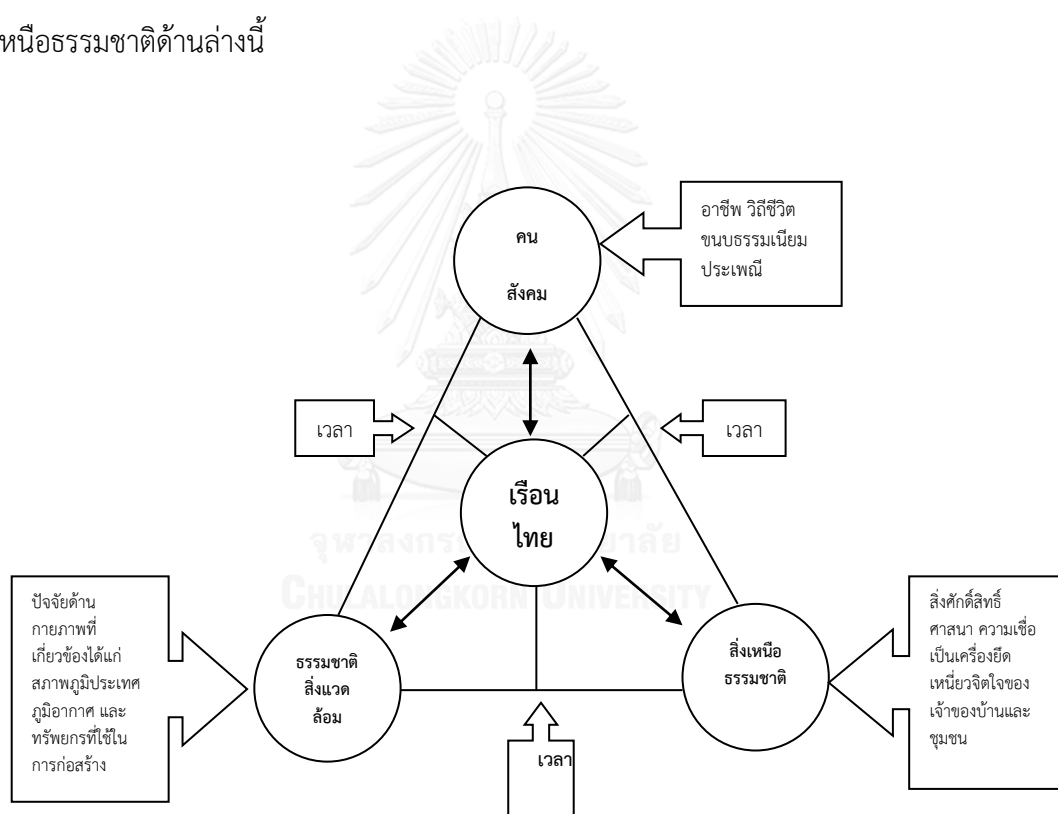 หนือธรรมชาติด้านล่างนี้
คน
สังคม
อาชีพ วิถีชีวิต
ขนบธรรมเนียม
ประเพณี
เวลา
เวลา
เรือน
ไทย
ปัจจัยด้าน
กายภาพที่
เกี่ยวข้องได้แก่
สภาพภูมิประเทศ
ภูมิอากาศ และ
ทรัพยากรที่ใช้ใน
การก่อสร้าง
ธรรมชาติ
สิ่งแวด
ล้อม
สิ่งเหนือ
ธรรมชาติ
สิ่งศักดิ์สิทธิ์
ศาสนา ความเชื่อ
เป็นเครื่องยึด
เหนี่ยวจิตใจของ
เจ้าของบ้านและ
ชุมชน
เวลา
CHULALONGKORN UNIVERSITY